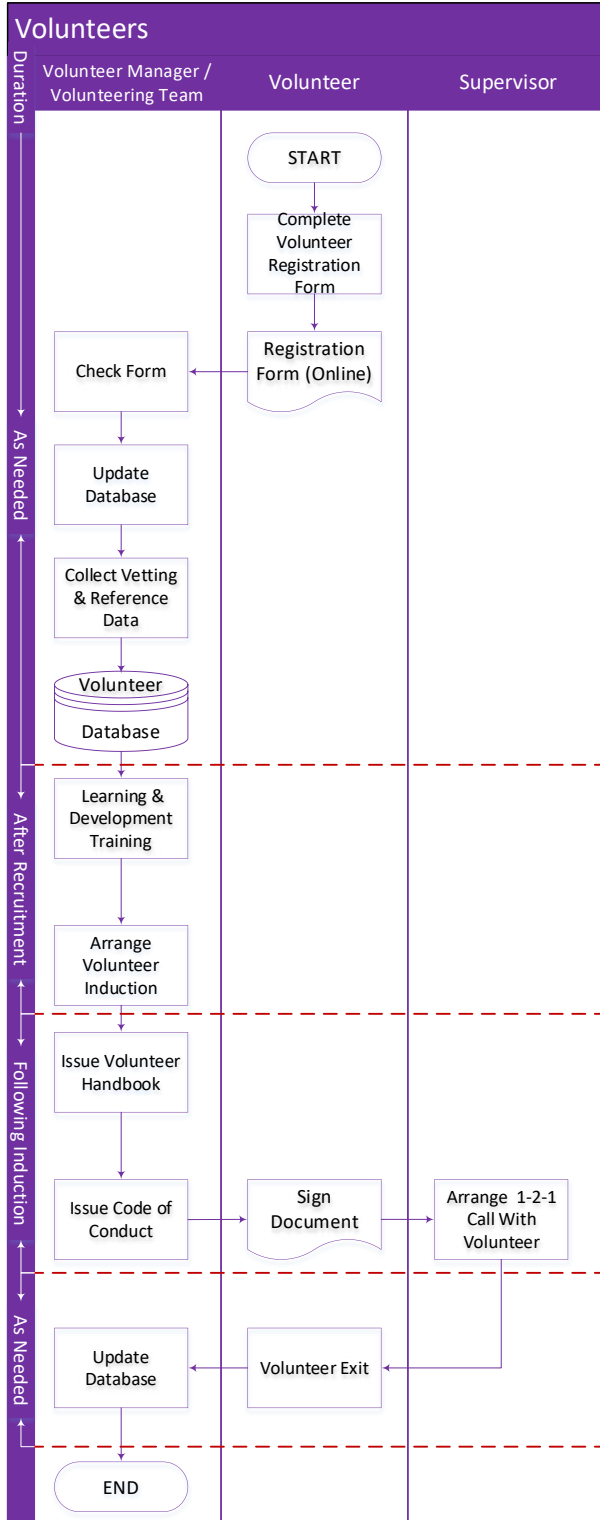 Volunteers
Duration
Volunteer Manager /
Volunteering Team
Volunteer
Supervisor
START
Complete
Volunteer
Registration
Form
Registration
Form (Online)
Check Form
As Needed
Update
Database
Collect Vetting
& Reference
Data
Volunteer
Database
After Recruitment
Learning &
Development
Training
Arrange
Volunteer
Induction
Following Induction
Issue Volunteer
Handbook
Issue Code of
Conduct
Sign
Document
Arrange 1-2-1
Call With
Volunteer
As Needed
Update
Database
Volunteer Exit
END